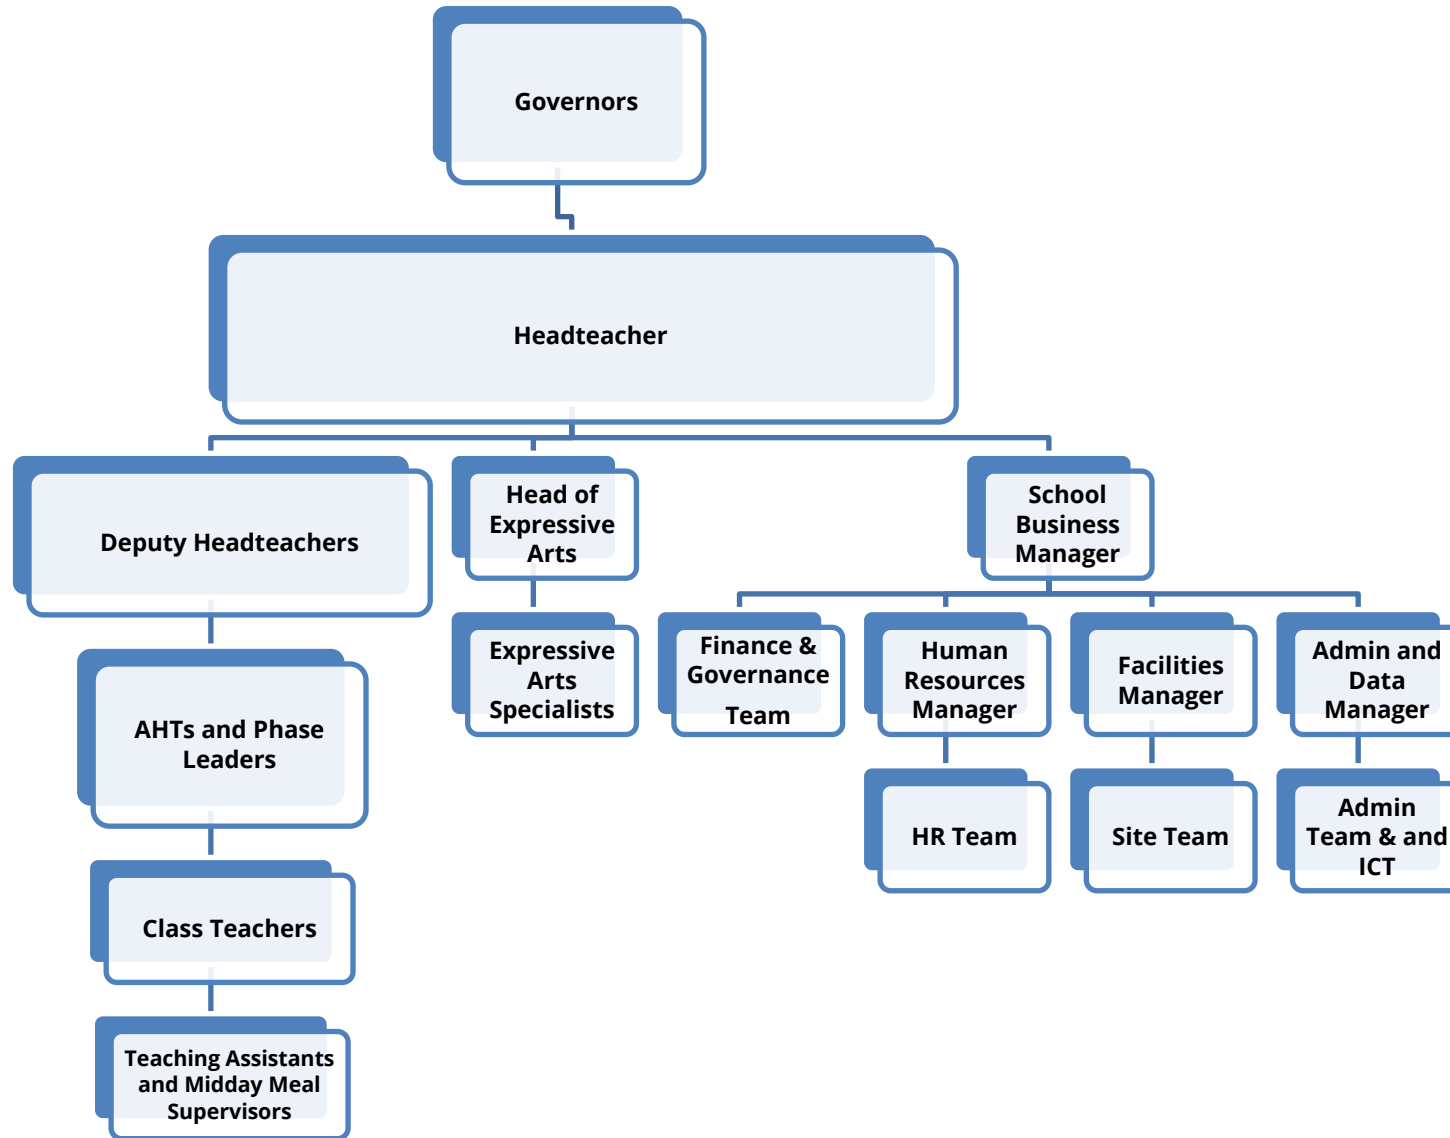 Governors
Headteacher
Deputy Headteachers
Head of
Expressive
Arts
School
Business
Manager
AHTs and Phase
Leaders
Expressive
Arts
Specialists
Finance &
Governance
Team
Human
Resources
Manager
Facilities
Manager
Admin and
Data
Manager
Class Teachers
HR Team
Site Team
Admin
Team & and
ICT
Teaching Assistants
and Midday Meal
Supervisors